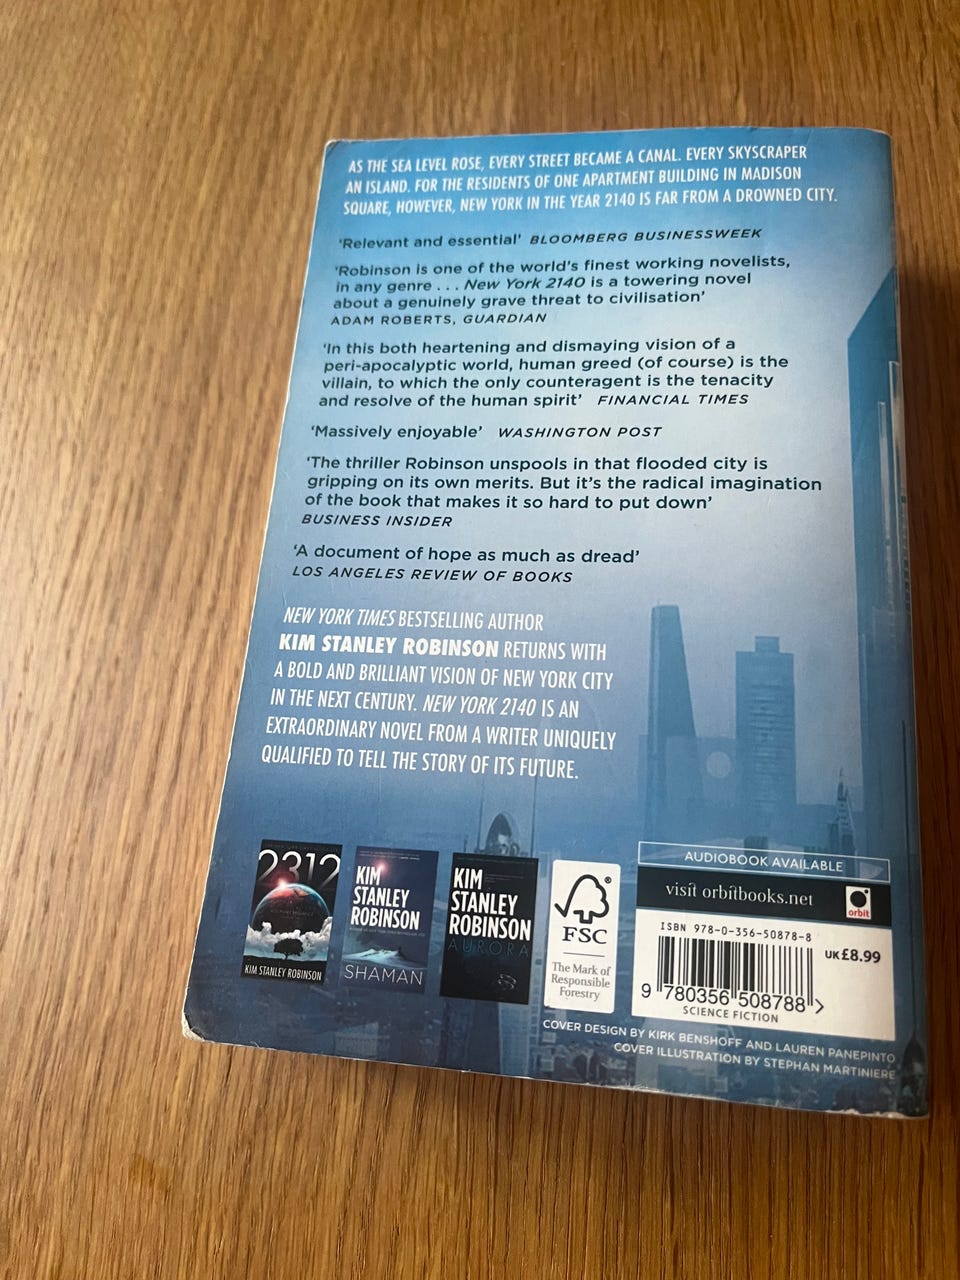 AS THE SEA LEVEL ROSE, EVERY STREET BECAME A CANAL. EVERY SKYSCRAPER
AN ISLAND. FOR THE RESIDENTS OF ONE APARTMENT BUILDING IN MADISON
SQUARE, HOWEVER, NEW YORK IN THE YEAR 2140 IS FAR FROM A DROWNED CITY.
‘Relevant and essential’ BLOOMBERG BUSINESSWEEK
‘Robinson is one of the world’s finest working novelists,
in any genre . . . New York 2140 is a towering novel
about a genuinely grave threat to civilisation’
ADAM ROBERTS, GUARDIAN
‘In this both heartening and dismaying vision of a
peri-apocalyptic world, human greed (of course) is the
villain, to which the only counteragent is the tenacity
and resolve of the human spirit’ FINANCIAL TIMES
‘Massively enjoyable’ WASHINGTON POST
‘The thriller Robinson unspools in that flooded city is
gripping on its own merits. But it’s the radical imagination
of the book that makes it so hard to put down’
BUSINESS INSIDER
‘A document of hope as much as dread’
LOS ANGELES REVIEW OF BOOKS
NEW YORK TIMES BESTSELLING AUTHOR
KIM STANLEY ROBINSON RETURNS WITH
A BOLD AND BRILLIANT VISION OF NEW YORK CITY
IN THE NEXT CENTURY. NEW YORK 2140 IS AN
EXTRAORDINARY NOVEL FROM A WRITER UNIQUELY
QUALIFIED TO TELL THE STORY OF ITS FUTURE.
2312
KIM STANLEY ROBINSON
KIM
STANLEY
ROBINSON
SHAMAN
KIM
STANLEY
ROBINSON
AURORA
®
FSC
The Mark of
Responsible
Forestry
AUDIOBOOK AVAILABLE
visit orbitbooks.net
orbit
ISBN 978-0-356-50878-8
UK £8.99
9 780356 508788 >
SCIENCE FICTION
COVER DESIGN BY KIRK BENSHOFF AND LAUREN PANEPINTO
COVER ILLUSTRATION BY STEPHAN MARTINIERE